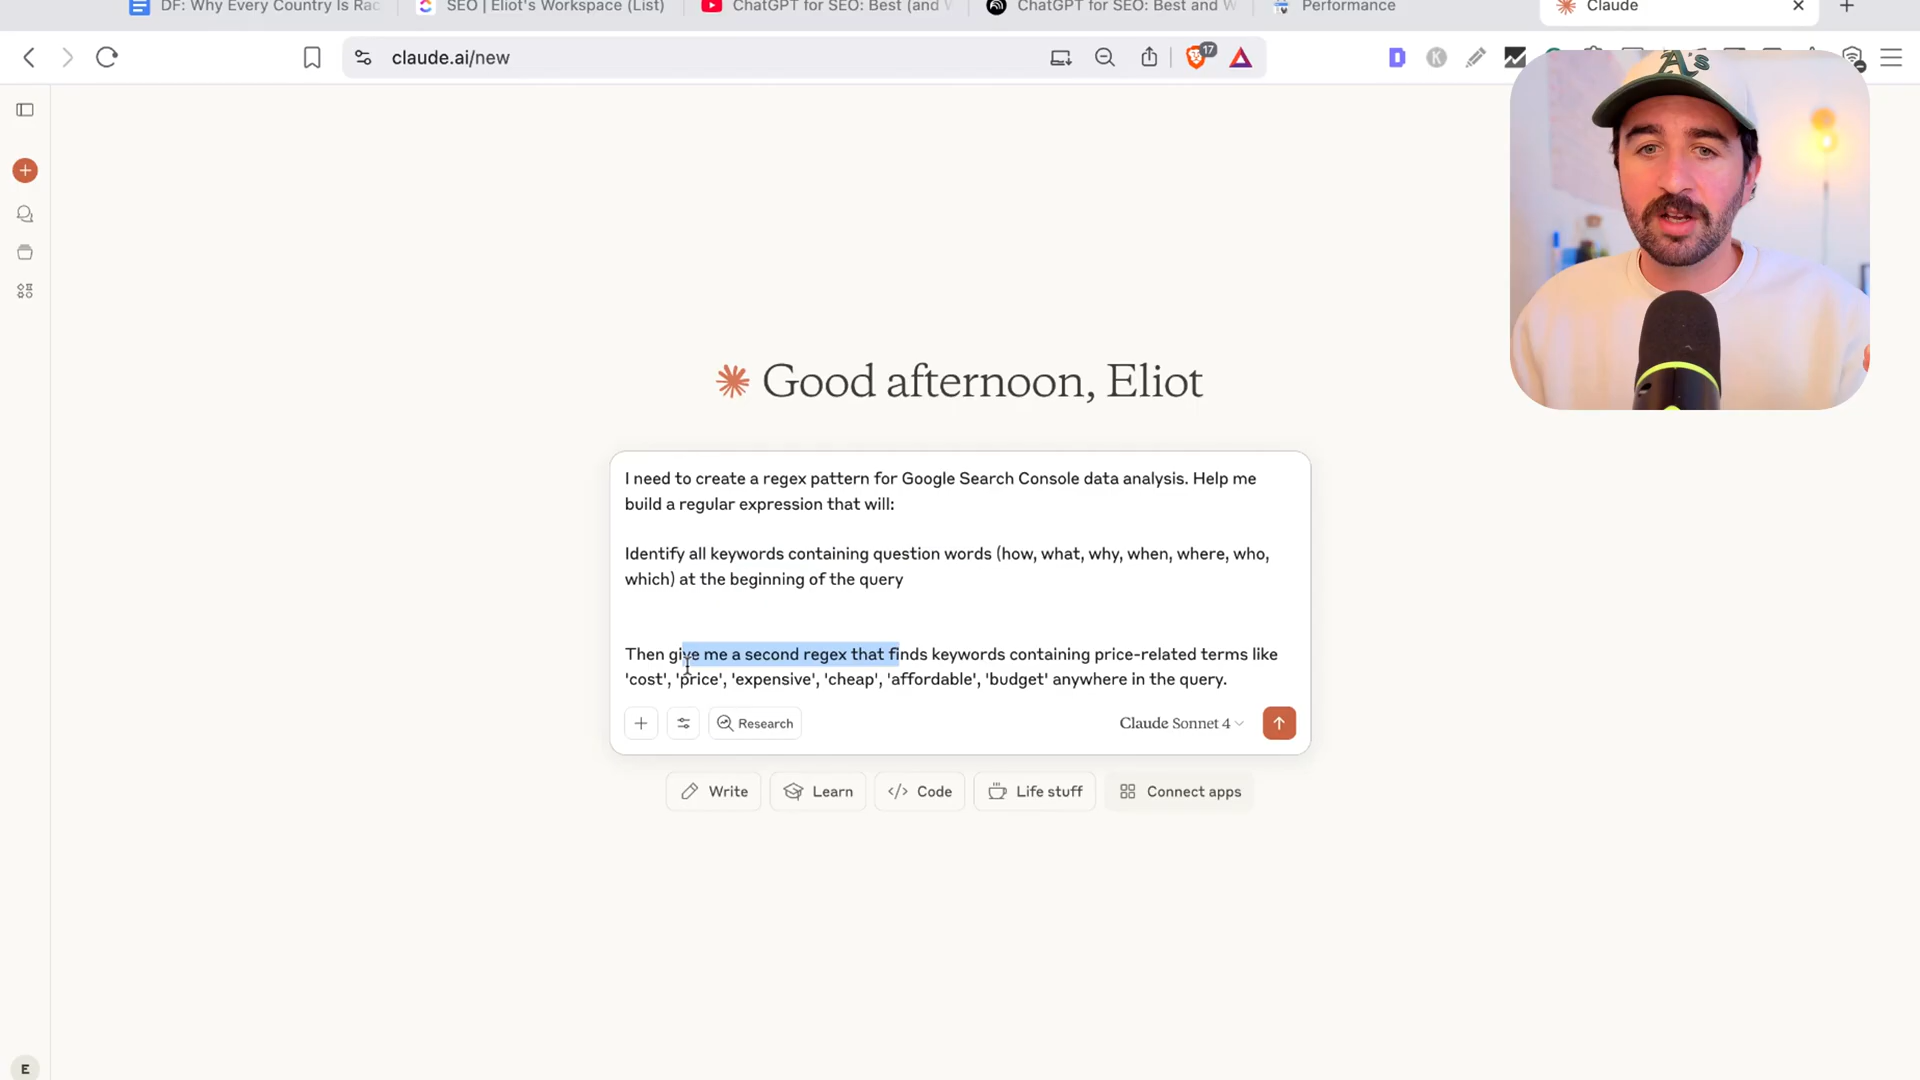 DF: Why Every Country Is Rac
SEO | Eliot's Workspace (List)
ChatGPT for SEO: Best (and W
ChatGPT for SEO: Best and W
Performance
Claude
claude.ai/new
17
D
K
A's
Good afternoon, Eliot
I need to create a regex pattern for Google Search Console data analysis. Help me
build a regular expression that will:
Identify all keywords containing question words (how, what, why, when, where, who,
which) at the beginning of the query
Then give me a second regex that finds keywords containing price-related terms like
'cost', 'price', 'expensive', 'cheap', 'affordable', 'budget' anywhere in the query.
Research
Claude Sonnet 4
Write
Learn
Code
Life stuff
Connect apps
E